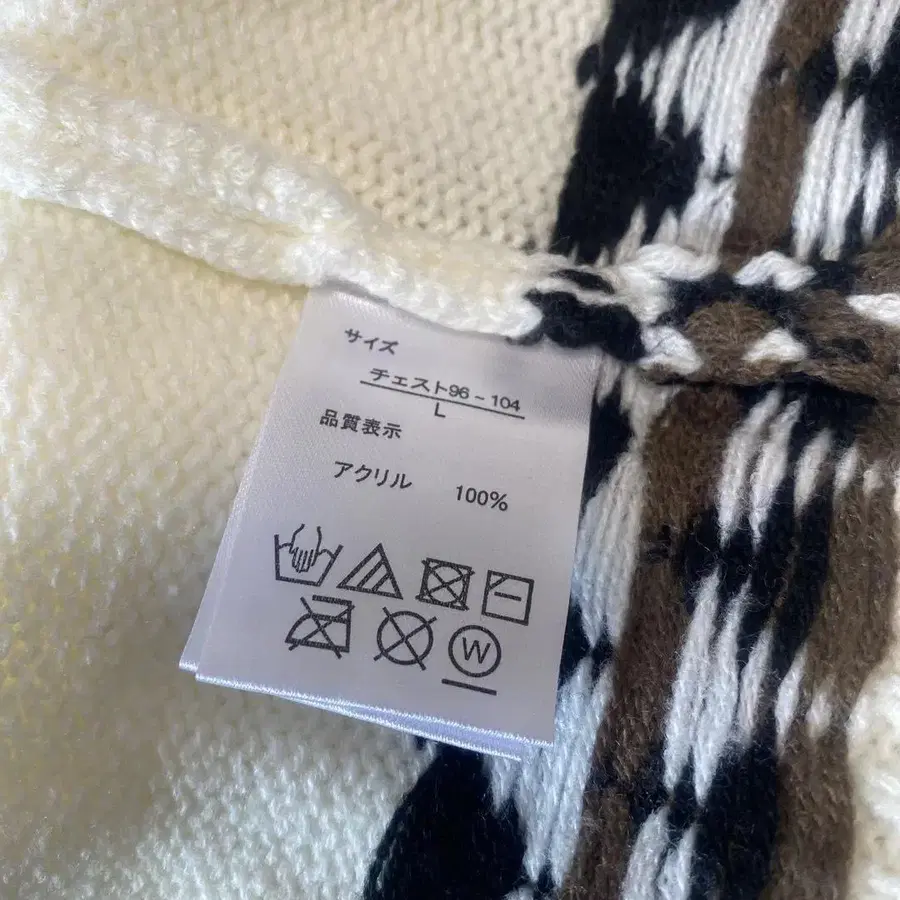 サイズ
チェスト96-104
L
品質表示
アクリル 100%
W